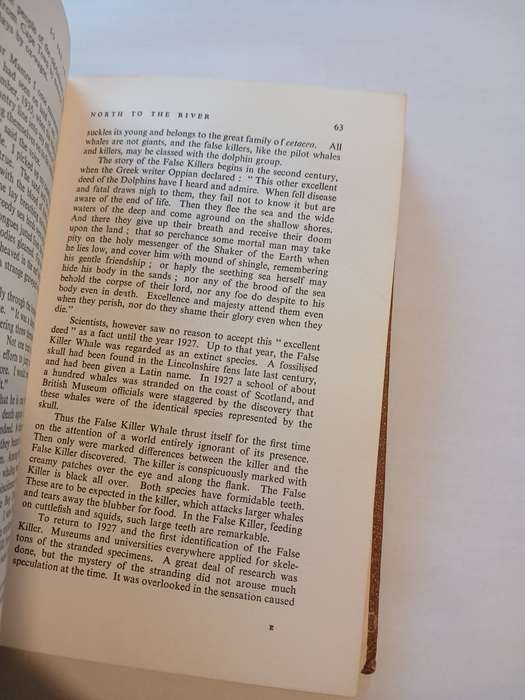 NORTH TO THE RIVER
63
suckles its young and belongs to the great family of cetacea. All
whales are not giants, and the false killers, like the pilot whales
and killers, may be classed with the dolphin group.
The story of the False Killers begins in the second century,
when the Greek writer Oppian declared : “ This other excellent
deed of the Dolphins have I heard and admire. When fell disease
and fatal draws nigh to them, they fail not to know it but are
aware of the end of life. Then they flee the sea and the wide
waters of the deep and come aground on the shallow shores.
And there they give up their breath and receive their doom
upon the land ; that so perchance some mortal man may take
pity on the holy messenger of the Shaker of the Earth when
he lies low, and cover him with mound of shingle, remembering
his gentle friendship ; or haply the seething sea herself may
hide his body in the sands ; nor any of the brood of the sea
behold the corpse of their lord, nor any foe do despite to his
body even in death. Excellence and majesty attend them even
when they perish, nor do they shame their glory even when they
die.”
Scientists, however saw no reason to accept this “ excellent
deed ” as a fact until the year 1927. Up to that year, the False
Killer Whale was regarded as an extinct species. A fossilised
skull had been found in the Lincolnshire fens late last century,
and had been given a Latin name. In 1927 a school of about
a hundred whales was stranded on the coast of Scotland, and
British Museum officials were staggered by the discovery that
these whales were of the identical species represented by the
skull.
Thus the False Killer Whale thrust itself for the first time
on the attention of a world entirely ignorant of its presence.
Then only were marked differences between the killer and the
False Killer discovered. The killer is conspicuously marked with
creamy patches over the eye and along the flank. The False
Killer is black all over. Both species have formidable teeth.
These are to be expected in the killer, which attacks larger whales
and tears away the blubber for food. In the False Killer, feeding
on cuttlefish and squids, such large teeth are remarkable.
To return to 1927 and the first identification of the False
Killer. Museums and universities everywhere applied for skele-
tons of the stranded specimens. A great deal of research was
done, but the mystery of the stranding did not arouse much
speculation at the time. It was overlooked in the sensation caused
E